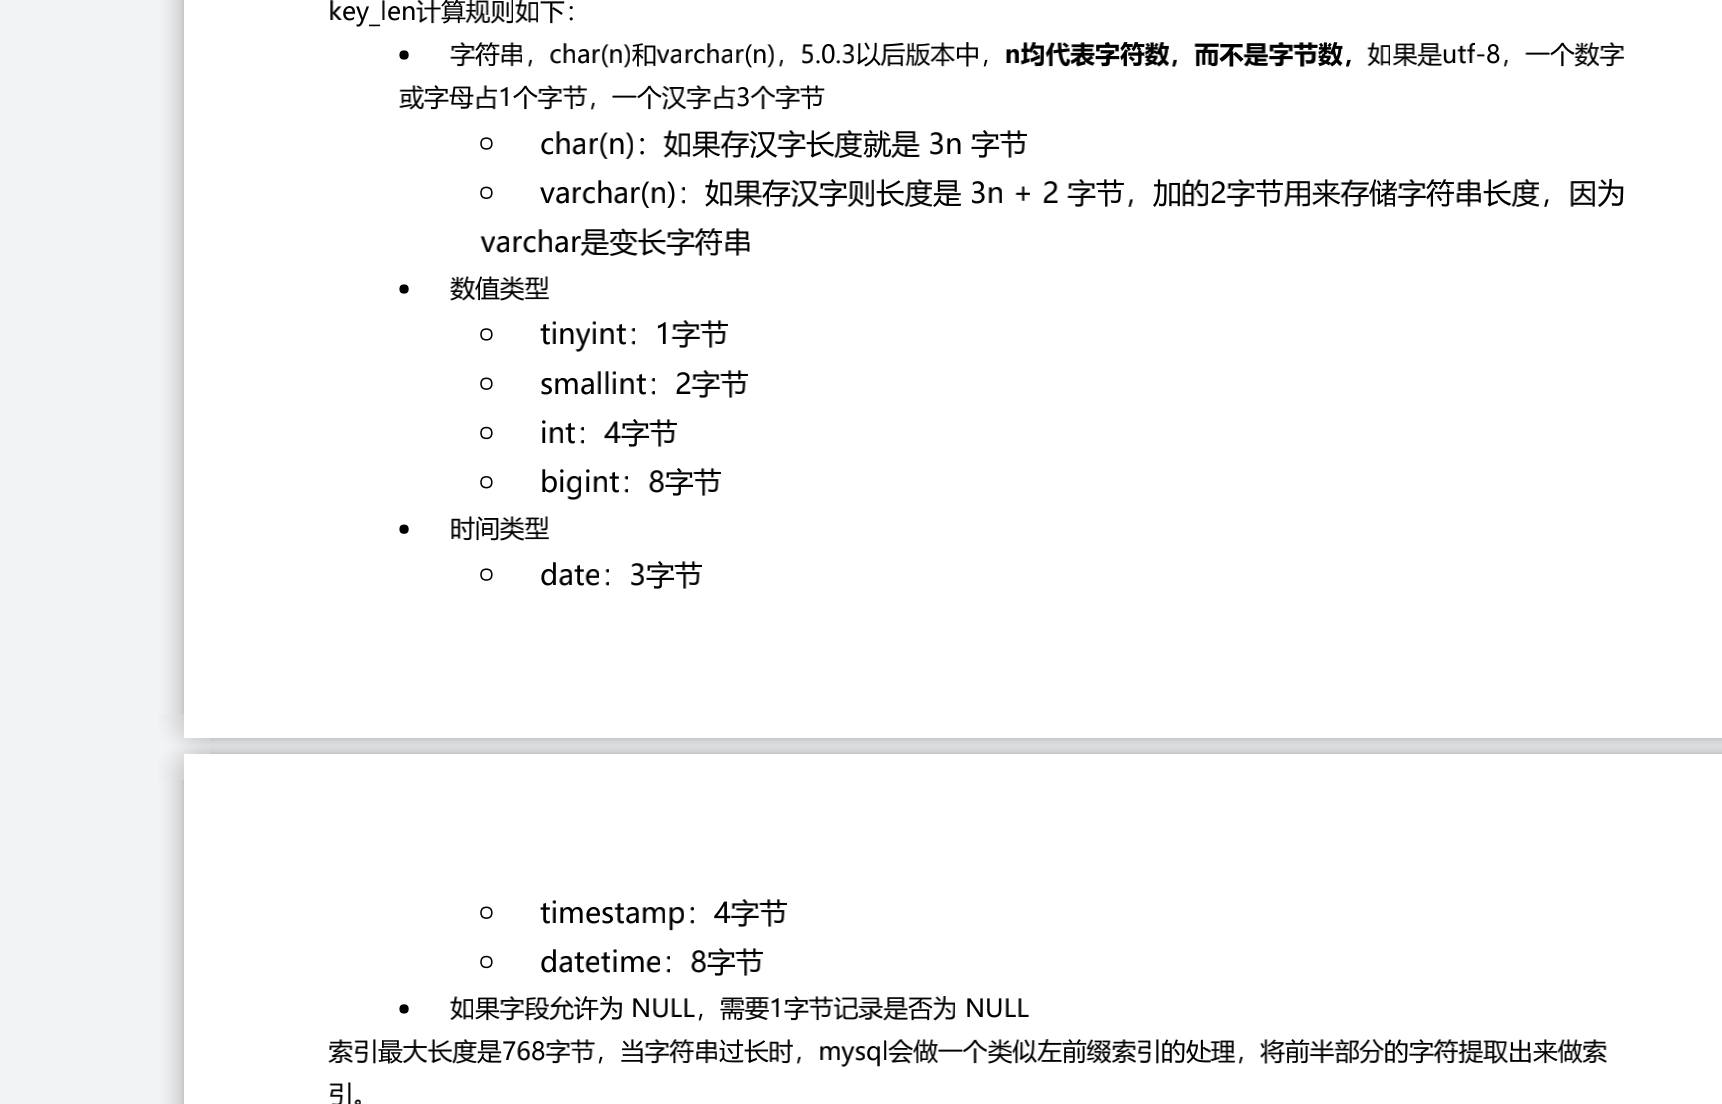 key_len计算规则如下：
• 字符串，char(n)和varchar(n)，5.0.3以后版本中，n均代表字符数，而不是字节数，如果是utf-8，一个数字
或字母占1个字节，一个汉字占3个字节
○ char(n)：如果存汉字长度就是 3n 字节
○ varchar(n)：如果存汉字则长度是 3n + 2 字节，加的2字节用来存储字符串长度，因为
varchar是变长字符串
• 数值类型
○ tinyint：1字节
○ smallint：2字节
○ int：4字节
○ bigint：8字节
• 时间类型
○ date：3字节
○ timestamp：4字节
○ datetime：8字节
• 如果字段允许为 NULL，需要1字节记录是否为 NULL
索引最大长度是768字节，当字符串过长时，mysql会做一个类似左前缀索引的处理，将前半部分的字符提取出来做索
引。